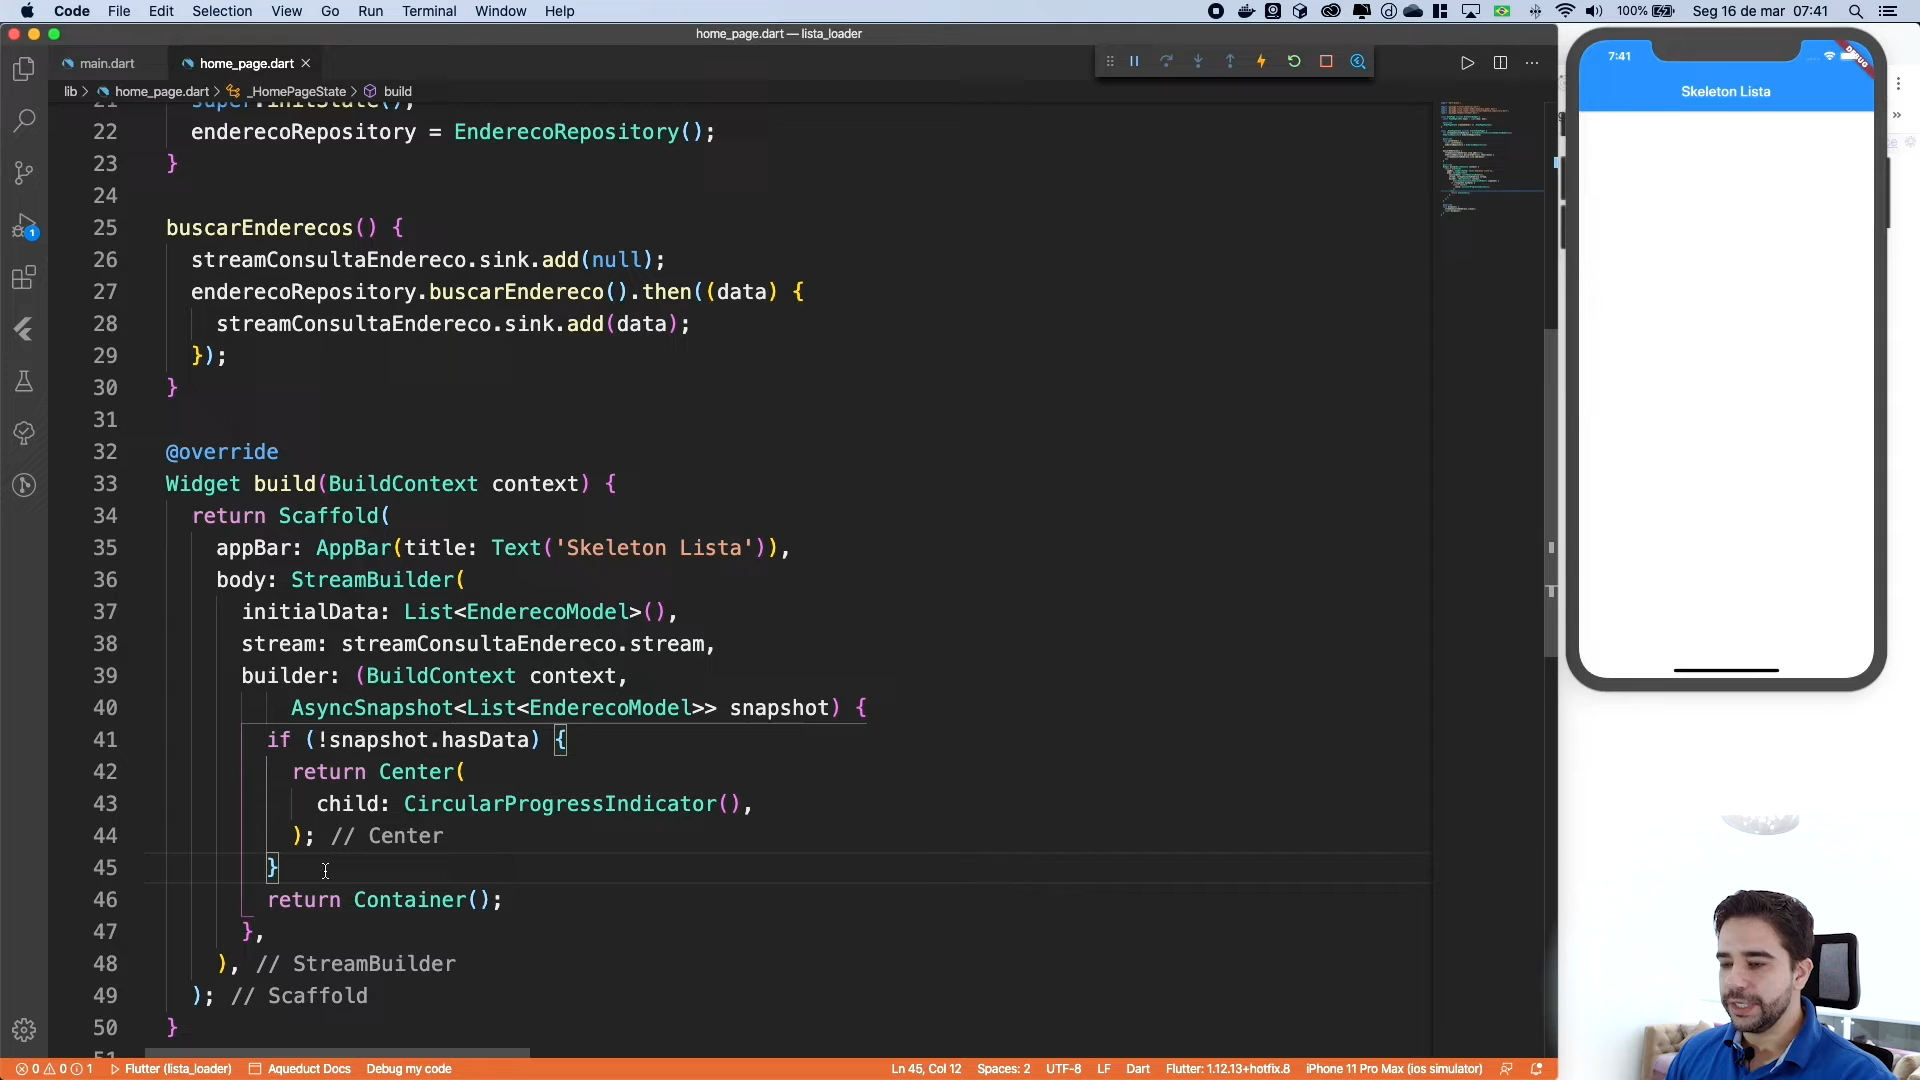 Code File Edit Selection View Go Run Terminal Window Help 100% Seg 16 de mar 07:41
home_page.dart — lista_loader
main.dart home_page.dart
lib > home_page.dart > _HomePageState > build
21 super.initState();
22 enderecoRepository = EnderecoRepository();
23 }
24
25 buscarEnderecos() {
26 streamConsultaEndereco.sink.add(null);
27 enderecoRepository.buscarEndereco().then((data) {
28 streamConsultaEndereco.sink.add(data);
29 });
30 }
31
32 @override
33 Widget build(BuildContext context) {
34 return Scaffold(
35 appBar: AppBar(title: Text('Skeleton Lista')),
36 body: StreamBuilder(
37 initialData: List<EnderecoModel>(),
38 stream: streamConsultaEndereco.stream,
39 builder: (BuildContext context,
40 AsyncSnapshot<List<EnderecoModel>> snapshot) {
41 if (!snapshot.hasData) {
42 return Center(
43 child: CircularProgressIndicator(),
44 ); // Center
45 }
46 return Container();
47 },
48 ), // StreamBuilder
49 ); // Scaffold
50 }
51
1
0 0 1 Flutter (lista_loader) Aqueduct Docs Debug my code Ln 45, Col 12 Spaces: 2 UTF-8 LF Dart Flutter: 1.12.13+hotfix.8 iPhone 11 Pro Max (ios simulator)
7:41
DEBUG
Skeleton Lista